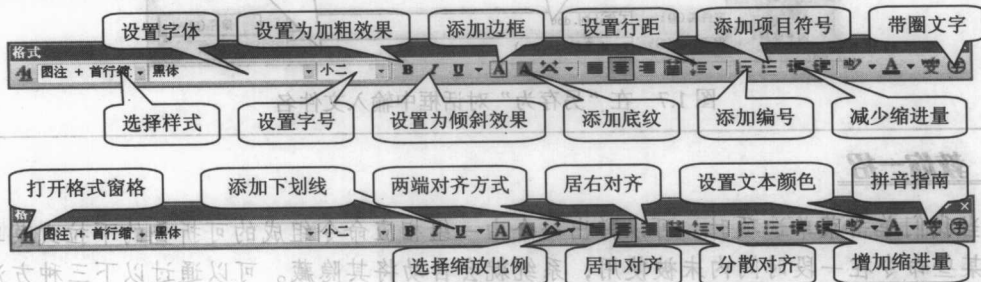 设置字体 设置为加粗效果 添加边框 设置行距 添加项目符号 带圈文字
格式
图注 + 首行缩 黑体 小二 B I U A A A
选择样式 设置字号 设置为倾斜效果 添加底纹 添加编号 减少缩进量
打开格式窗格 添加下划线 两端对齐方式 居右对齐 设置文本颜色 拼音指南
图注 + 首行缩 黑体 小二 B I U A A A
选择缩放比例 居中对齐 分散对齐 增加缩进量